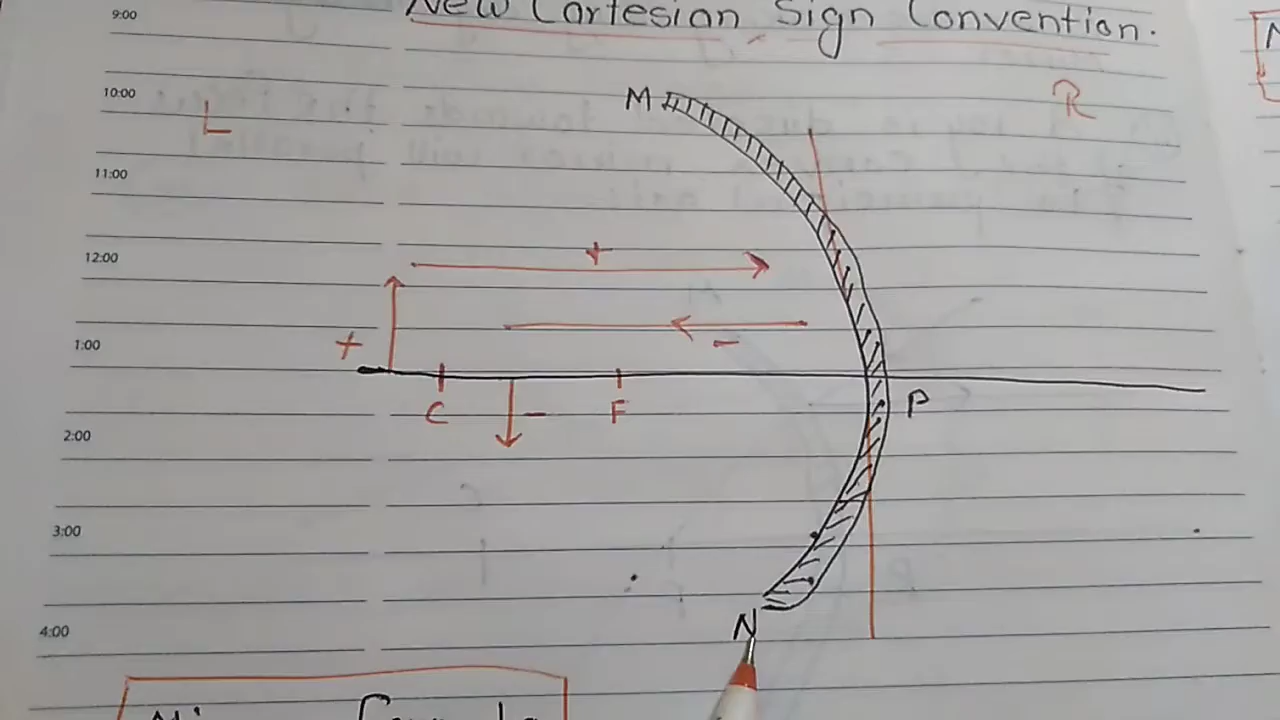 9:00
New Cartesian Sign Convention.
10:00
M
R
L
11:00
12:00
+
1:00
+
-
C
-
F
P
2:00
3:00
4:00
N